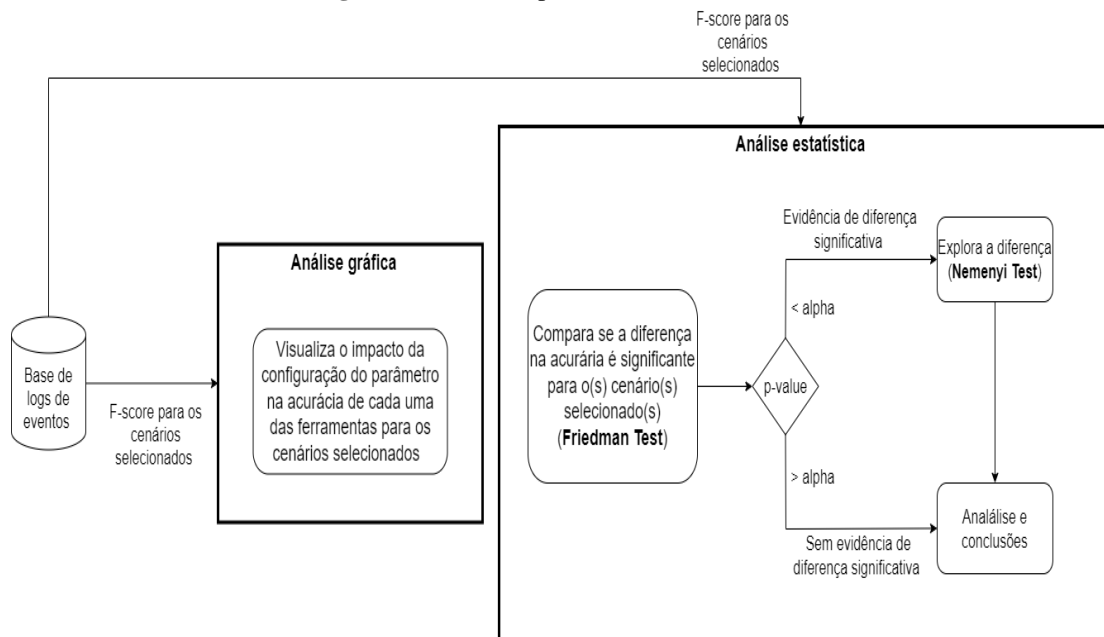 F-score para os
cenários
selecionados
Análise estatística
Evidência de diferença
significativa
Explora a diferença
(Nemenyi Test)
Análise gráfica
< alpha
Compara se a diferença
na acurária é significante
para o(s) cenário(s)
selecionado(s)
(Friedman Test)
p-value
Visualiza o impacto da
configuração do parâmetro
na acurácia de cada uma
das ferramentas para os
cenários selecionados
Base de
logs de
eventos
F-score para os
cenários
selecionados
> alpha
Analálise e
conclusões
Sem evidência de
diferença significativa